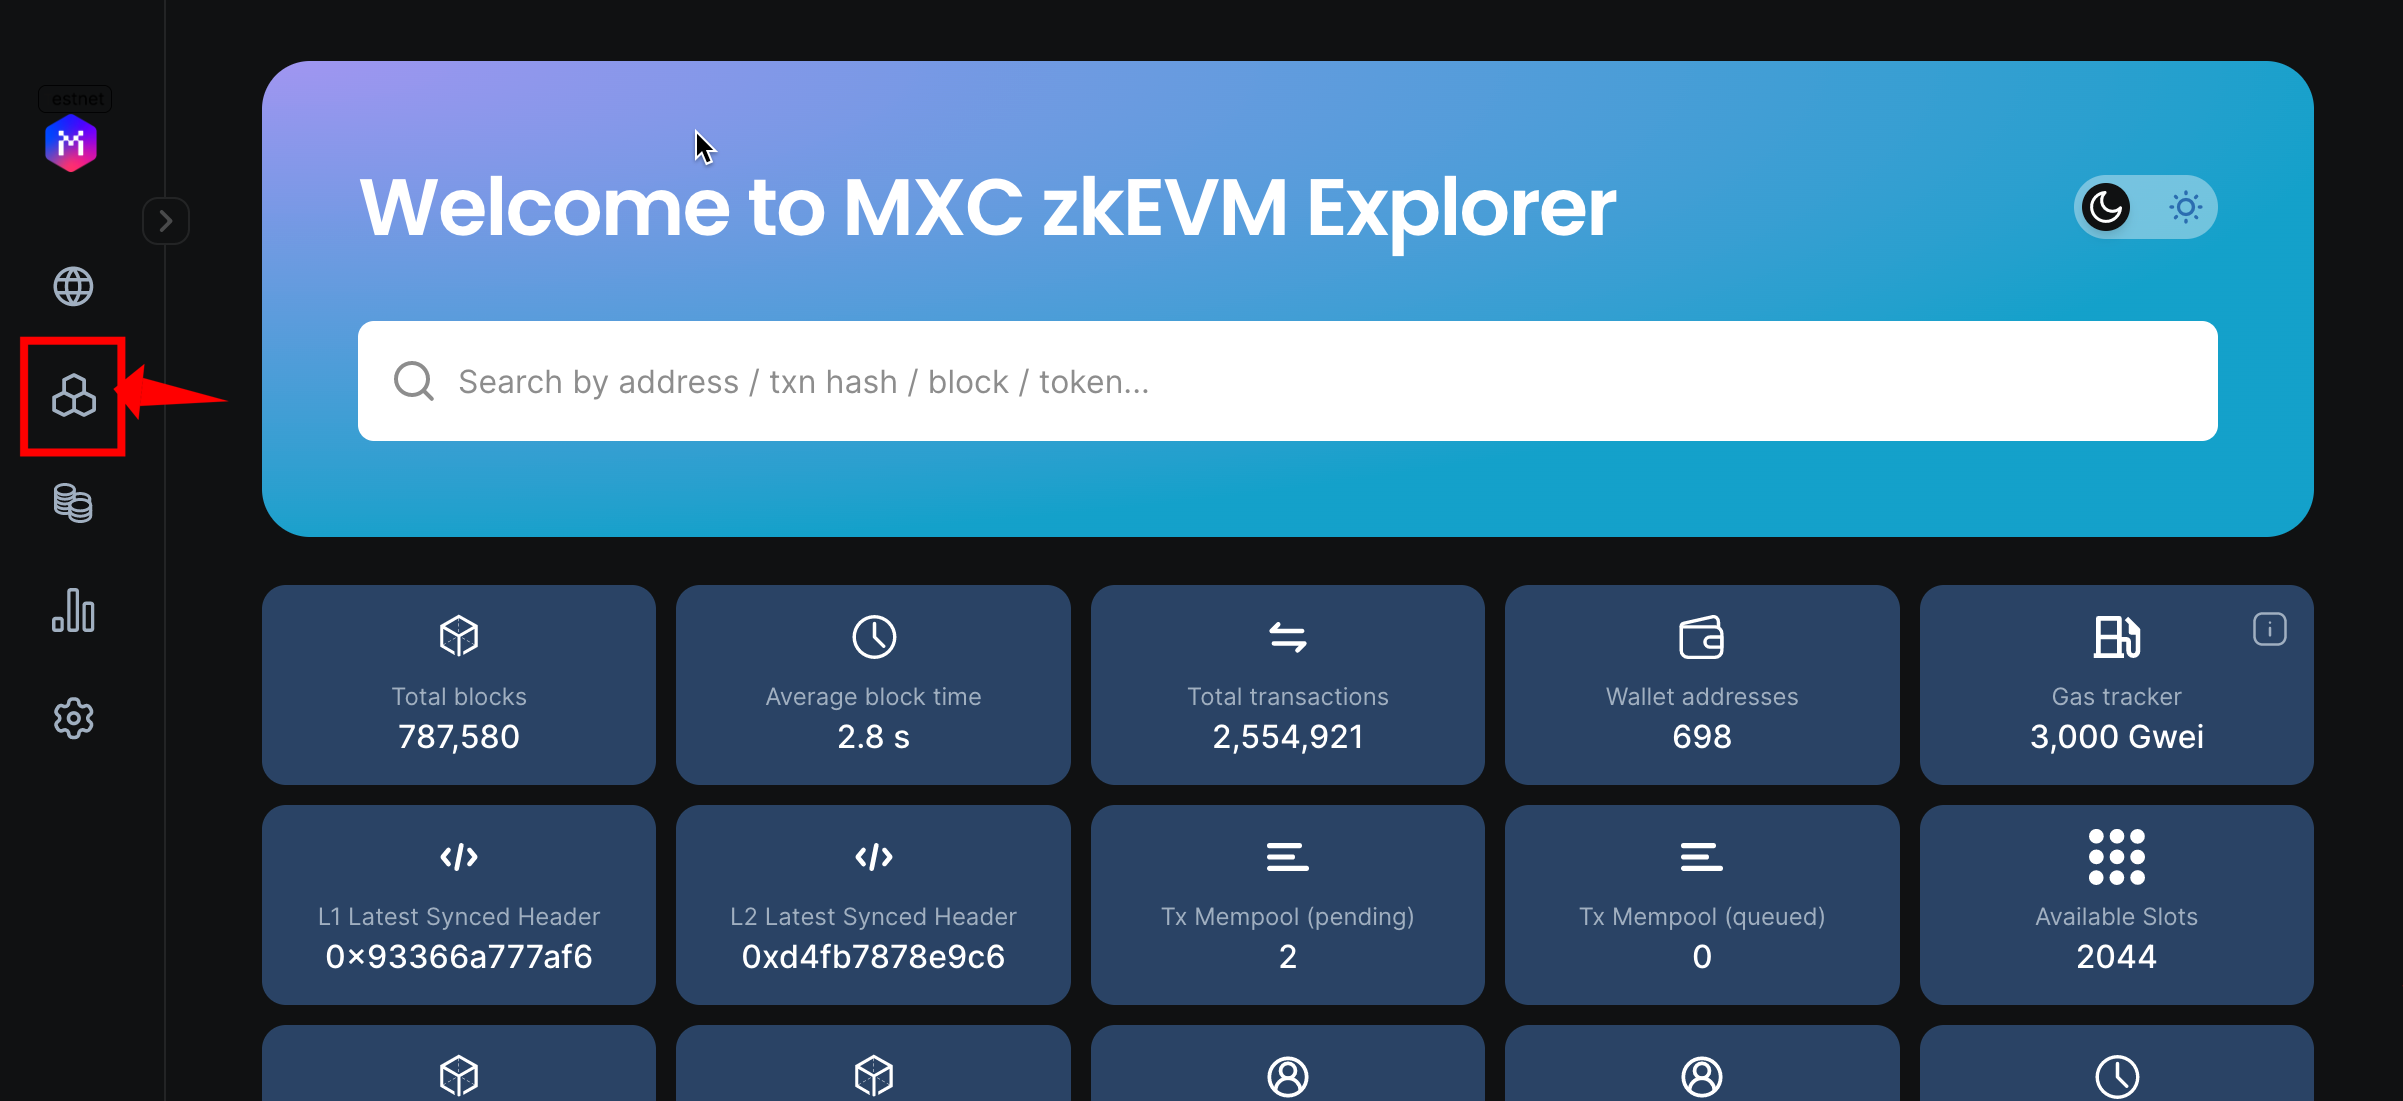 estnet
Welcome to MXC zkEVM Explorer
Search by address / txn hash / block / token...
Total blocks
787,580
Average block time
2.8 s
Total transactions
2,554,921
Wallet addresses
698
Gas tracker
3,000 Gwei
L1 Latest Synced Header
0x93366a777af6
L2 Latest Synced Header
0xd4fb7878e9c6
Tx Mempool (pending)
2
Tx Mempool (queued)
0
Available Slots
2044